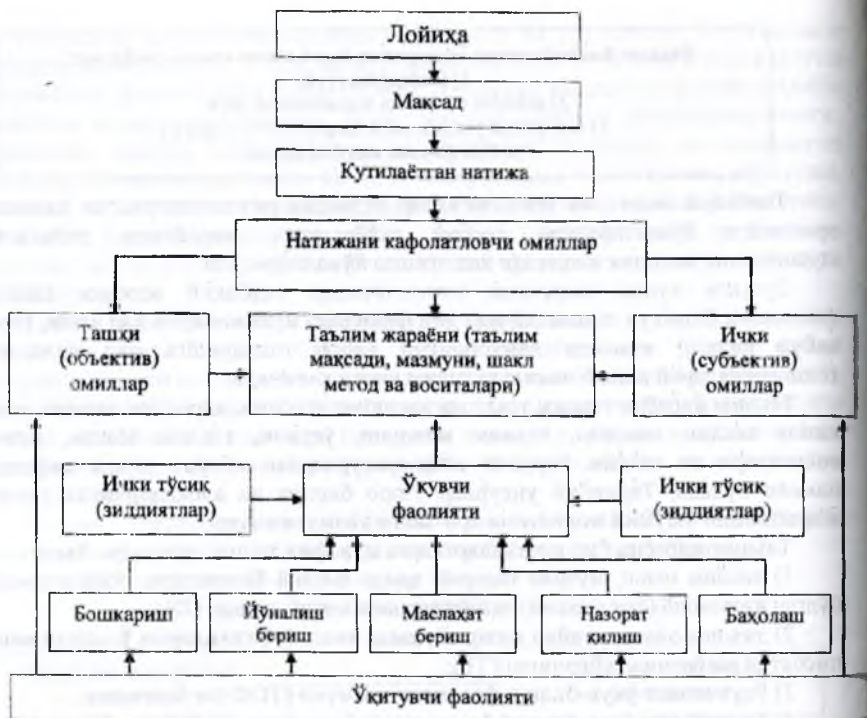 Лойиҳа
Мақсад
Кутилаётган натижа
Натижани кафолатловчи омиллар
Ташқи
(объектив)
омиллар
Таълим жараёни (таълим
мазмуни, шакл
метод ва воситалари)
Ички
(субъектив)
омиллар
Ички тўсиқ
(зиддиятлар)
Ўқувчи
фаолияти
Ички тўсиқ
(зиддиятлар)
Бошқариш
Йўналиш
бериш
Маслаҳат
бериш
Назорат
қилиш
Баҳолаш
Ўқитувчи фаолияти